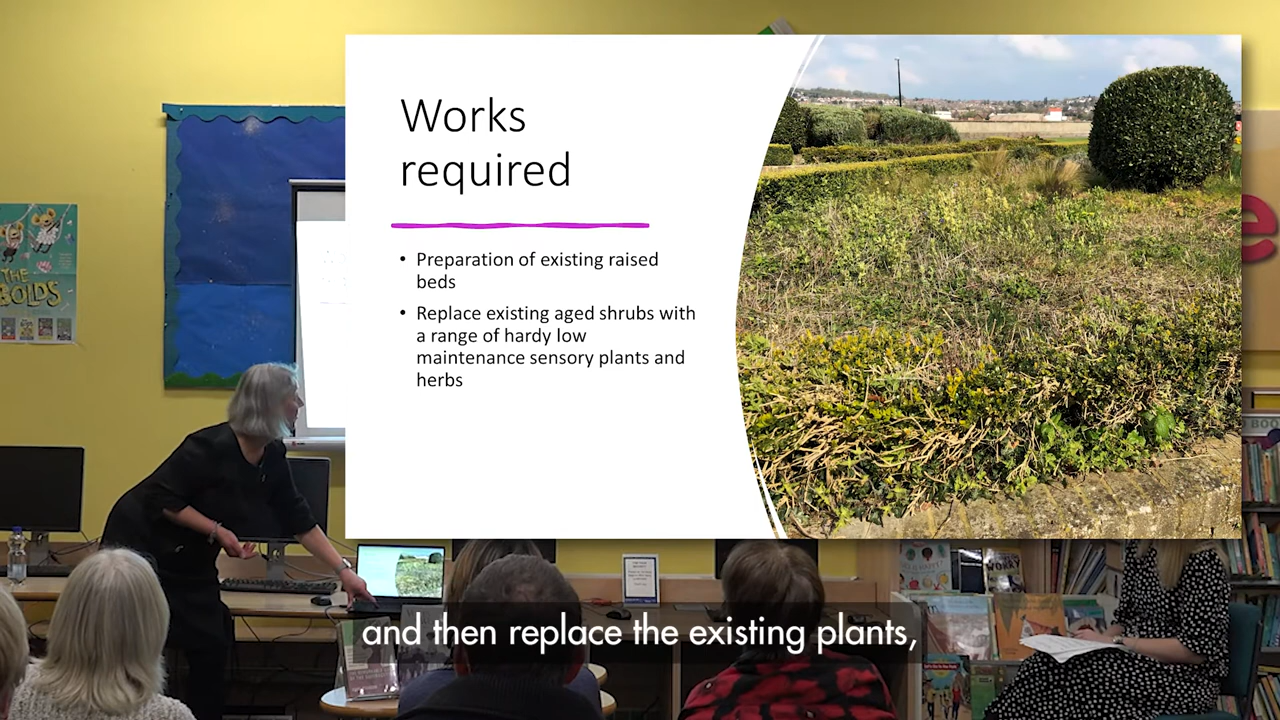 Works
required
• Preparation of existing raised
beds
• Replace existing aged shrubs with
a range of hardy low
maintenance sensory plants and
herbs
THE
and then replace the existing plants,